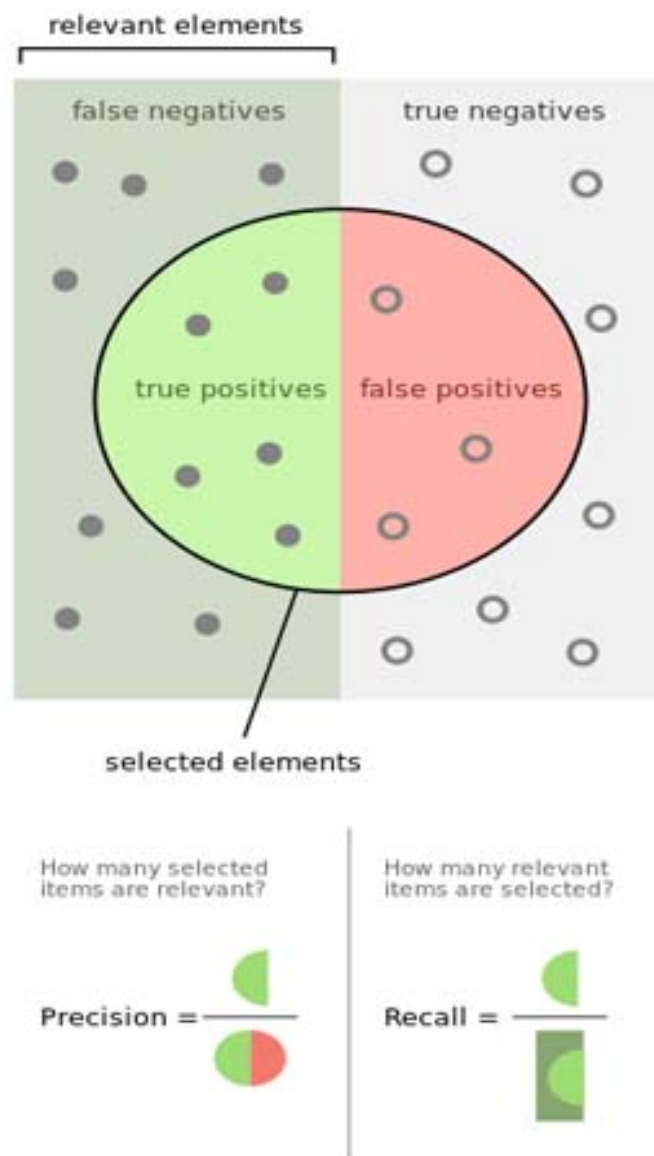 relevant elements
false negatives
true negatives
true positives
false positives
selected elements
How many selected
items are relevant?
Precision =
How many relevant
items are selected?
Recall =